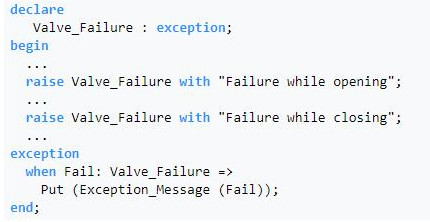 declare
   Valve_Failure : exception;
begin
  ...
  raise Valve_Failure with "Failure while opening";
  ...
  raise Valve_Failure with "Failure while closing";
  ...
exception
  when Fail: Valve_Failure =>
    Put (Exception_Message (Fail));
end;